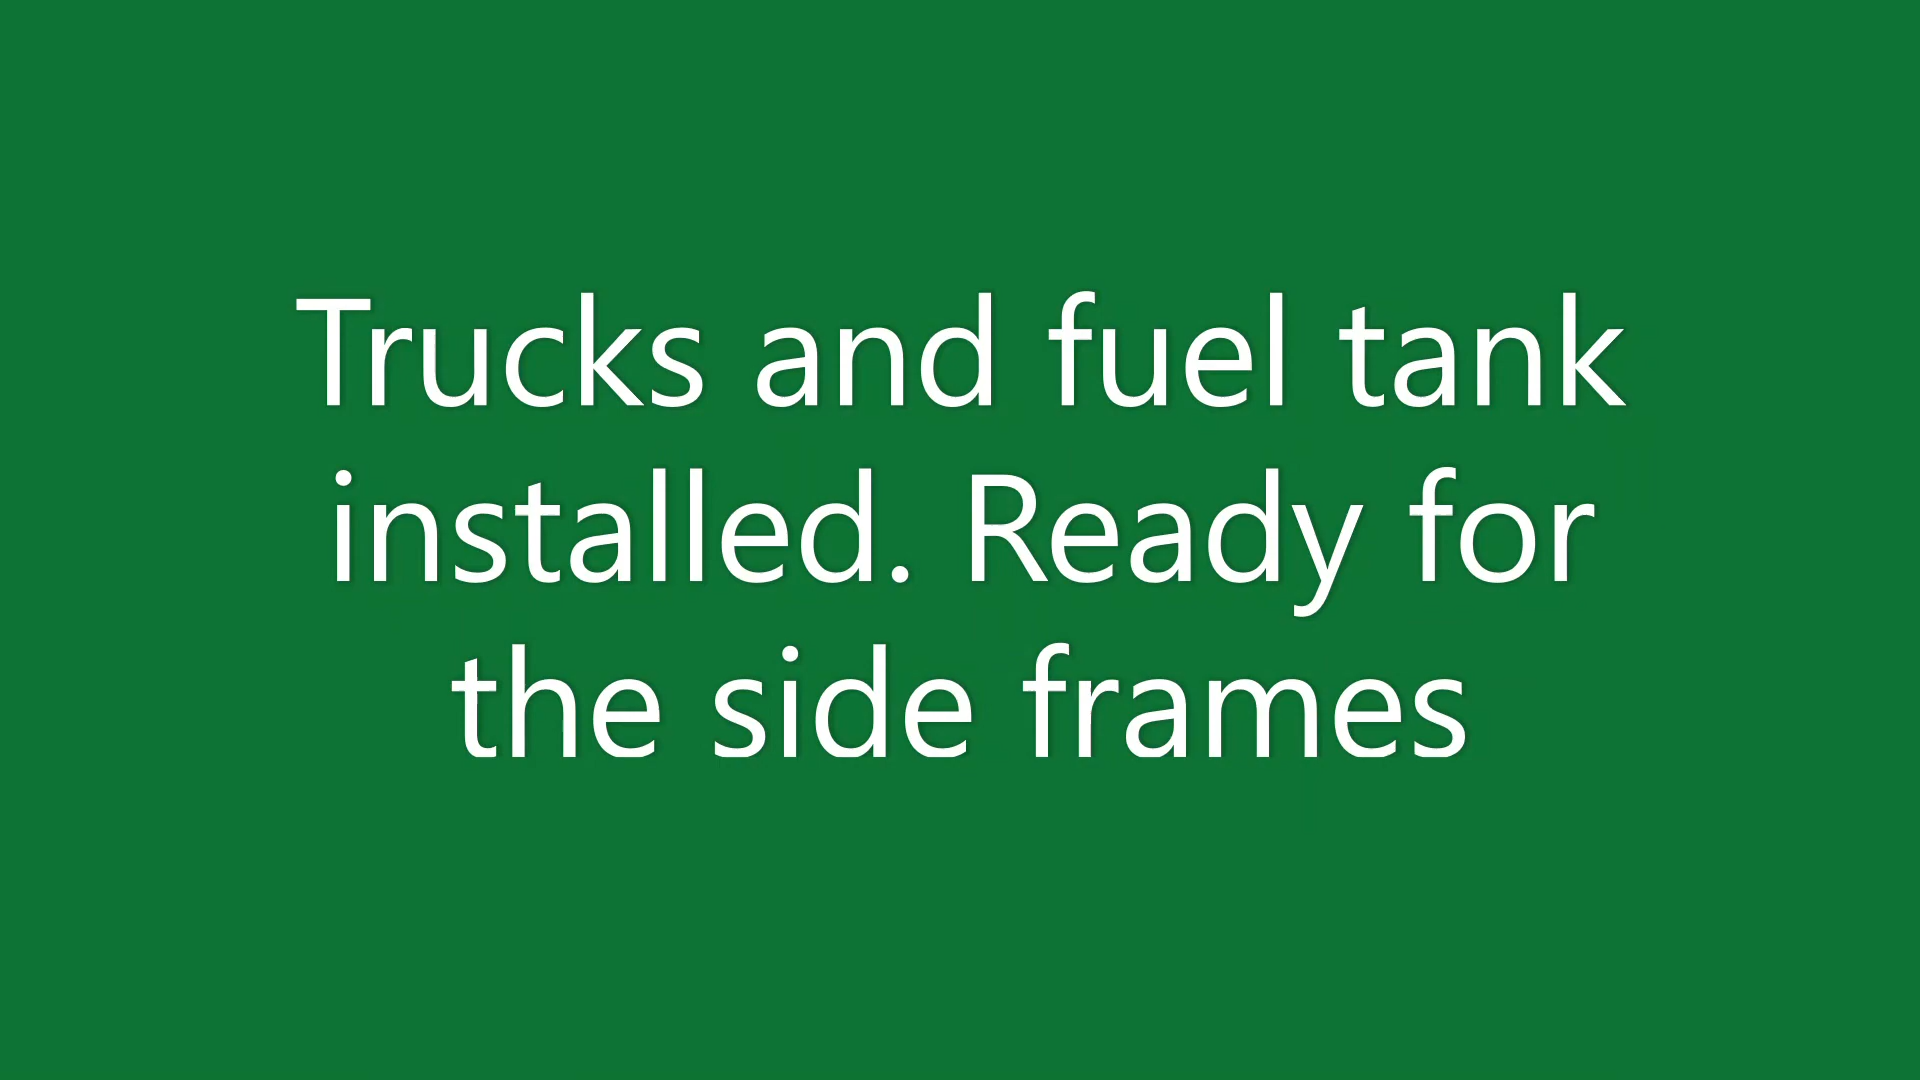 Trucks and fuel tank
installed. Ready for
the side frames